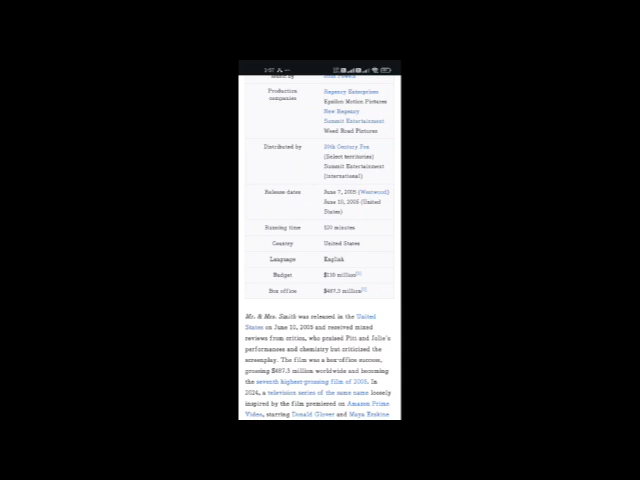 Production companies
Regency Enterprises
Epsilon Motion Pictures
New Regency
Summit Entertainment
Weed Road Pictures
Distributed by
20th Century Fox
(Select territories)
Summit Entertainment
(International)
Release dates
June 7, 2005 (Westwood)
June 10, 2005 (United
States)
Running time
120 minutes
Country
United States
Language
English
Budget
Box office
Mr. & Mrs. Smith was released in the United
States on June 10, 2005 and received mixed
reviews from critics, who praised Pitt and Jolie's
performances and chemistry but criticized the
screenplay. The film was a box-office success,
grossing $487.3 million worldwide and becoming
the seventh highest-grossing film of 2005. In
2024, a television series of the same name loosely
inspired by the film premiered on Amazon Prime
Video, starring Donald Glover and Maya Erskine